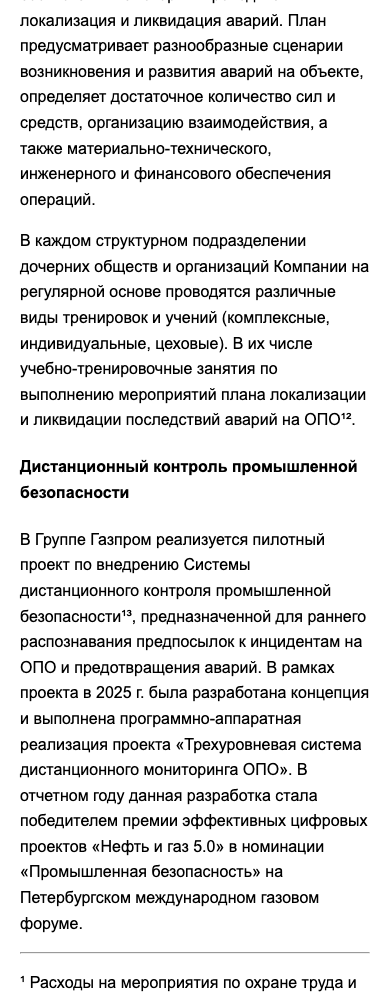 локализация и ликвидация аварий. План
предусматривает разнообразные сценарии
возникновения и развития аварий на объекте,
определяет достаточное количество сил и
средств, организацию взаимодействия, а
также материально-технического,
инженерного и финансового обеспечения
операций.
В каждом структурном подразделении
дочерних обществ и организаций Компании на
регулярной основе проводятся различные
виды тренировок и учений (комплексные,
индивидуальные, цеховые). В их числе
учебно-тренировочные занятия по
выполнению мероприятий плана локализации
и ликвидации последствий аварий на ОПО¹².
Дистанционный контроль промышленной
безопасности
В Группе Газпром реализуется пилотный
проект по внедрению Системы
дистанционного контроля промышленной
безопасности¹³, предназначенной для раннего
распознавания предпосылок к инцидентам на
ОПО и предотвращения аварий. В рамках
проекта в 2025 г. была разработана концепция
и выполнена программно-аппаратная
реализация проекта «Трехуровневая система
дистанционного мониторинга ОПО». В
отчетном году данная разработка стала
победителем премии эффективных цифровых
проектов «Нефть и газ 5.0» в номинации
«Промышленная безопасность» на
Петербургском международном газовом
форуме.
¹ Расходы на мероприятия по охране труда и